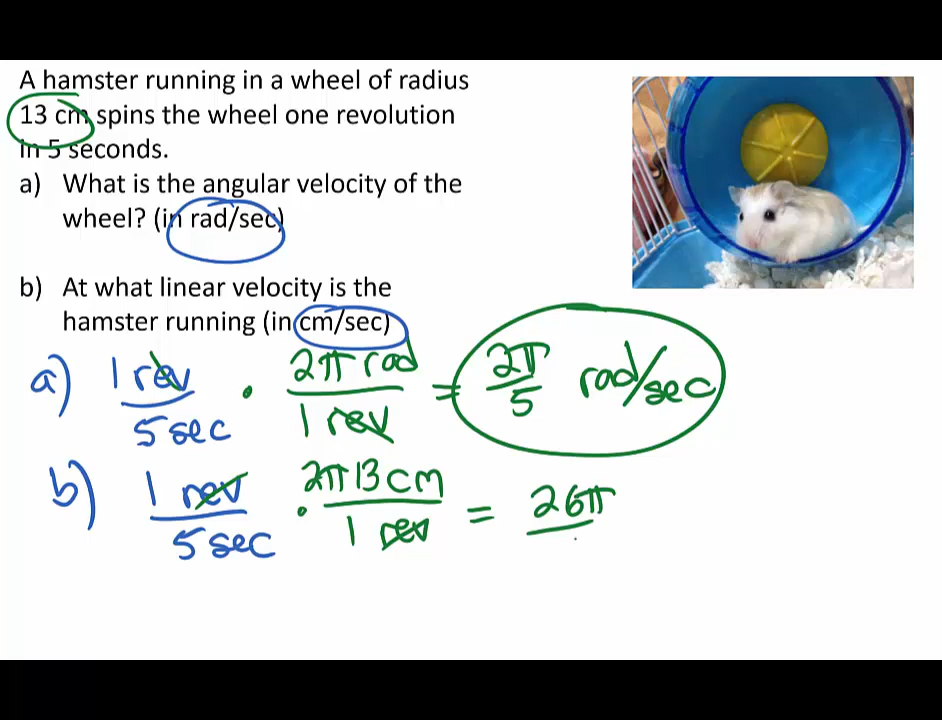 A hamster running in a wheel of radius
13 cm spins the wheel one revolution
in 5 seconds.
a) What is the angular velocity of the
wheel? (in rad/sec)
b) At what linear velocity is the
hamster running (in cm/sec)
a) 1 rev / 5 sec · 2π rad / 1 rev = 2π / 5 rad/sec
b) 1 rev / 5 sec · 2π 13 cm / 1 rev = 26π